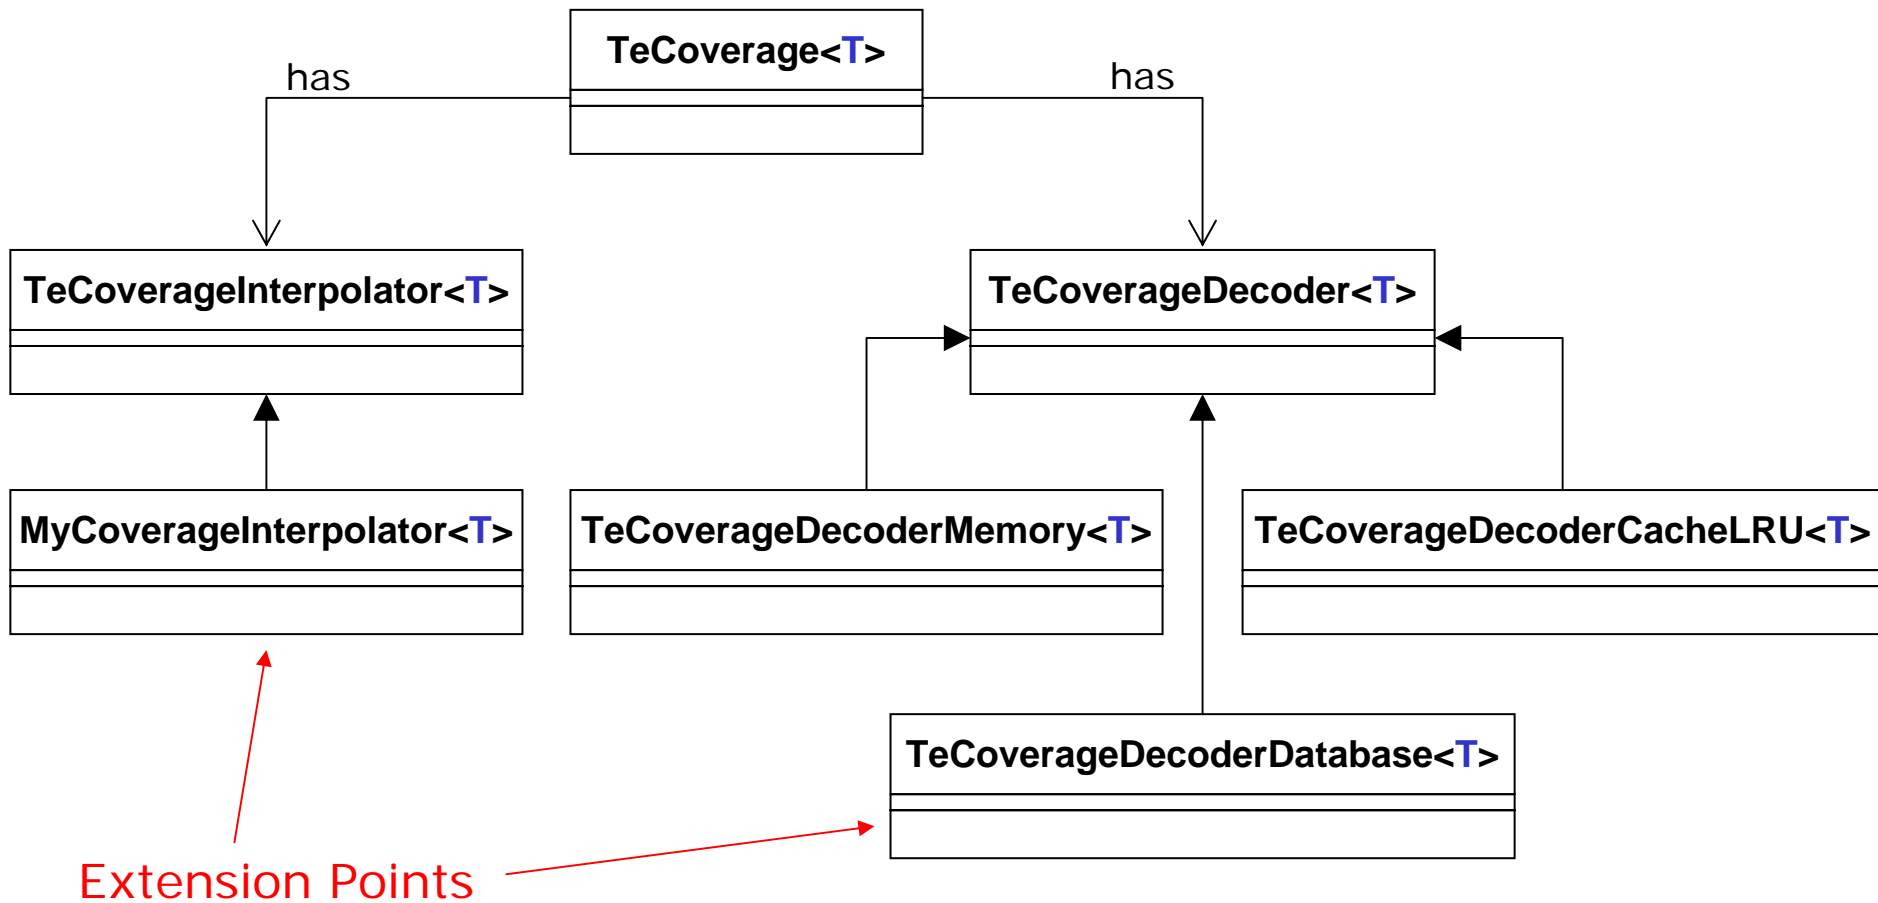 TeCoverage<T>
has
has
TeCoverageInterpolator<T>
TeCoverageDecoder<T>
MyCoverageInterpolator<T>
TeCoverageDecoderMemory<T>
TeCoverageDecoderCacheLRU<T>
TeCoverageDecoderDatabase<T>
Extension Points